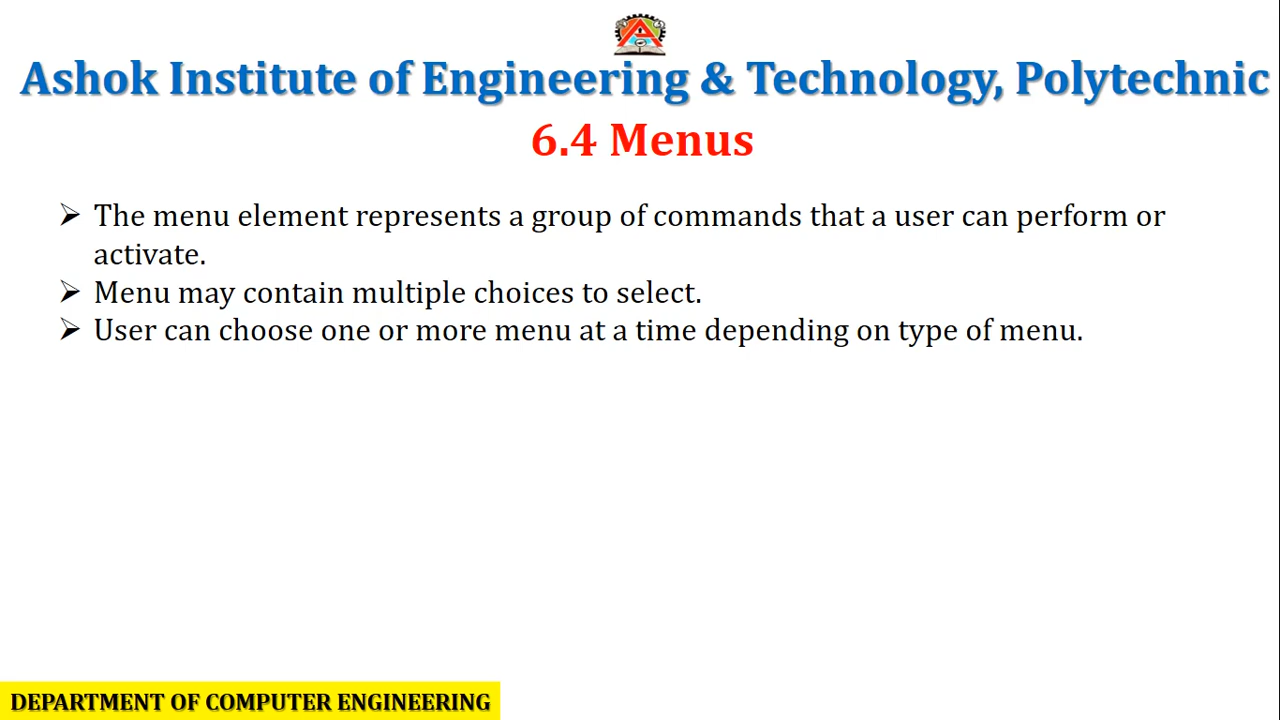 Ashok Institute of Engineering & Technology, Polytechnic
6.4 Menus
➢ The menu element represents a group of commands that a user can perform or
activate.
➢ Menu may contain multiple choices to select.
➢ User can choose one or more menu at a time depending on type of menu.
DEPARTMENT OF COMPUTER ENGINEERING